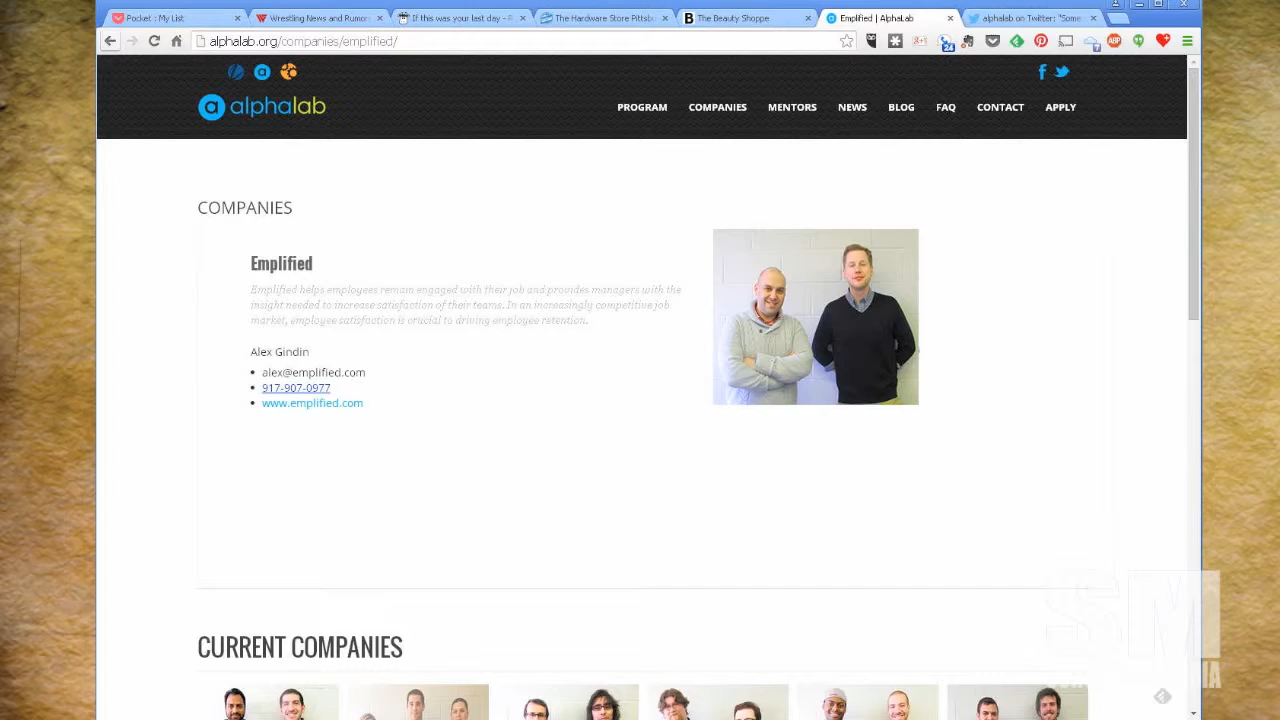 Pocket : My List
Wrestling News and Rumor
If this was your last day -
The Hardware Store Pittsbu
The Beauty Shoppe
Emplified | AlphaLab
alphalab on Twitter: "Some
alphalab.org/companies/emplified/
24
ABP
alphalab
PROGRAM COMPANIES MENTORS NEWS BLOG FAQ CONTACT APPLY
COMPANIES
Emplified
Emplified helps employees remain engaged with their job and provides managers with the
insight needed to increase satisfaction of their teams. In an increasingly competitive job
market, employee satisfaction is crucial to driving employee retention.
Alex Gindin
alex@emplified.com
917-907-0977
www.emplified.com
CURRENT COMPANIES
SM